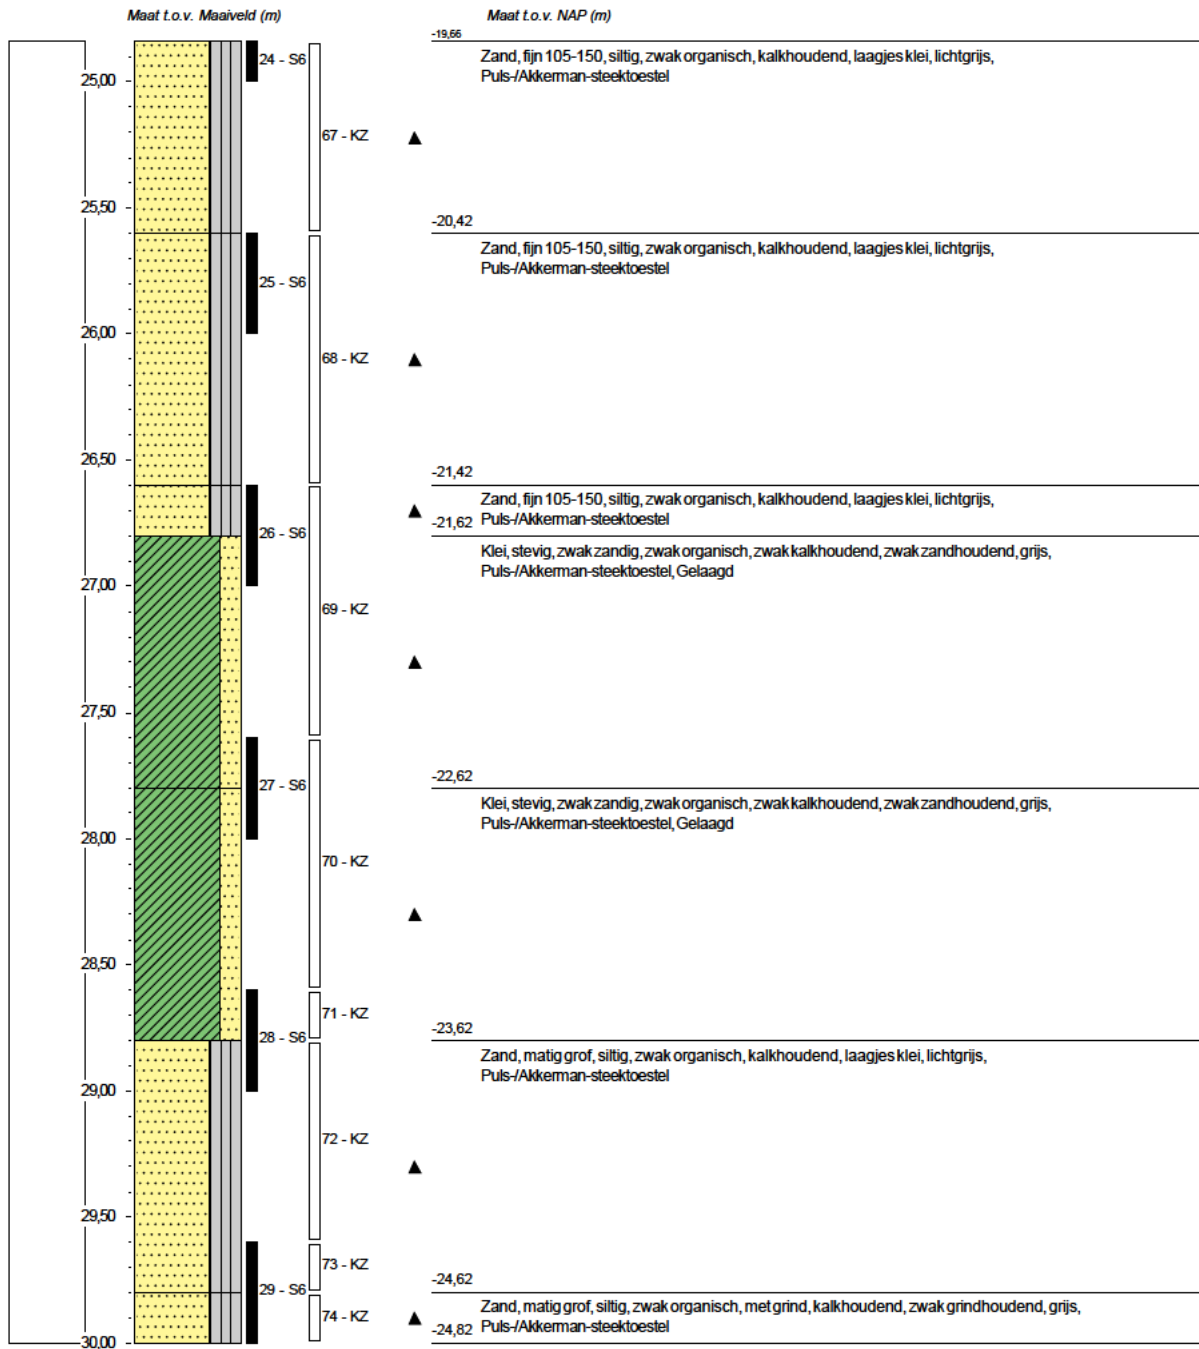 Maat t.o.v. Maaiveld (m)
Maat t.o.v. NAP (m)
-19,66
Zand, fijn 105-150, siltig, zwak organisch, kalkhoudend, laagjes klei, lichtgrijs,
Puls-/Akkerman-steektoestel
24 - S6
25,00
67 - KZ
25,50
-20,42
Zand, fijn 105-150, siltig, zwak organisch, kalkhoudend, laagjes klei, lichtgrijs,
Puls-/Akkerman-steektoestel
25 - S6
26,00
68 - KZ
26,50
-21,42
Zand, fijn 105-150, siltig, zwak organisch, kalkhoudend, laagjes klei, lichtgrijs,
Puls-/Akkerman-steektoestel
-21,62
26 - S6
Klei, stevig, zwak zandig, zwak organisch, zwak kalkhoudend, zwak zandhoudend, grijs,
Puls-/Akkerman-steektoestel, Gelaagd
27,00
69 - KZ
27,50
-22,62
27 - S6
Klei, stevig, zwak zandig, zwak organisch, zwak kalkhoudend, zwak zandhoudend, grijs,
Puls-/Akkerman-steektoestel, Gelaagd
28,00
70 - KZ
28,50
71 - KZ
-23,62
28 - S6
Zand, matig grof, siltig, zwak organisch, kalkhoudend, laagjes klei, lichtgrijs,
Puls-/Akkerman-steektoestel
29,00
72 - KZ
29,50
73 - KZ
-24,62
29 - S6
Zand, matig grof, siltig, zwak organisch, met grind, kalkhoudend, zwak grindhoudend, grijs,
Puls-/Akkerman-steektoestel
74 - KZ
-24,82
30,00